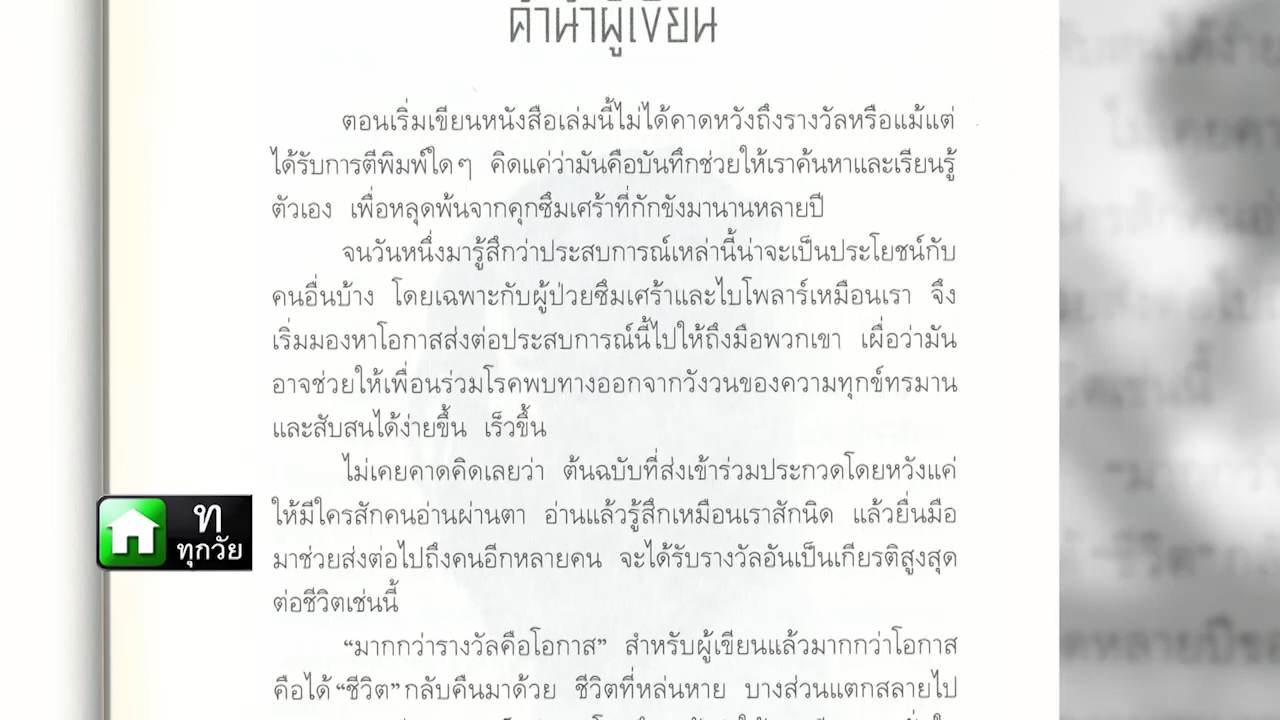 คำนำผู้เขียน
ตอนเริ่มเขียนหนังสือเล่มนี้ไม่ได้คาดหวังถึงรางวัลหรือแม้แต่
ได้รับการตีพิมพ์ใดๆ คิดแค่ว่ามันคือบันทึกช่วยให้เราค้นหาและเรียนรู้
ตัวเอง เพื่อหลุดพ้นจากคุกซึมเศร้าที่กักขังมานานหลายปี
จนวันหนึ่งมารู้สึกว่าประสบการณ์เหล่านี้น่าจะเป็นประโยชน์กับ
คนอื่นบ้าง โดยเฉพาะกับผู้ป่วยซึมเศร้าและไบโพลาร์เหมือนเรา จึง
เริ่มมองหาโอกาสส่งต่อประสบการณ์นี้ไปให้ถึงมือพวกเขา เผื่อว่ามัน
อาจช่วยให้เพื่อนร่วมโรคพบทางออกจากวังวนของความทุกข์ทรมาน
และสับสนได้ง่ายขึ้น เร็วขึ้น
ไม่เคยคาดคิดเลยว่า ต้นฉบับที่ส่งเข้าร่วมประกวดโดยหวังแค่
ให้มีใครสักคนอ่านผ่านตา อ่านแล้วรู้สึกเหมือนเราสักนิด แล้วยื่นมือ
มาช่วยส่งต่อไปถึงคนอีกหลายคน จะได้รับรางวัลอันเป็นเกียรติสูงสุด
ต่อชีวิตเช่นนี้
“มากกว่ารางวัลคือโอกาส” สำหรับผู้เขียนแล้วมากกว่าโอกาส
คือได้ “ชีวิต” กลับคืนมาด้วย ชีวิตที่หล่นหาย บางส่วนแตกสลายไป
ท
ทุกวัย